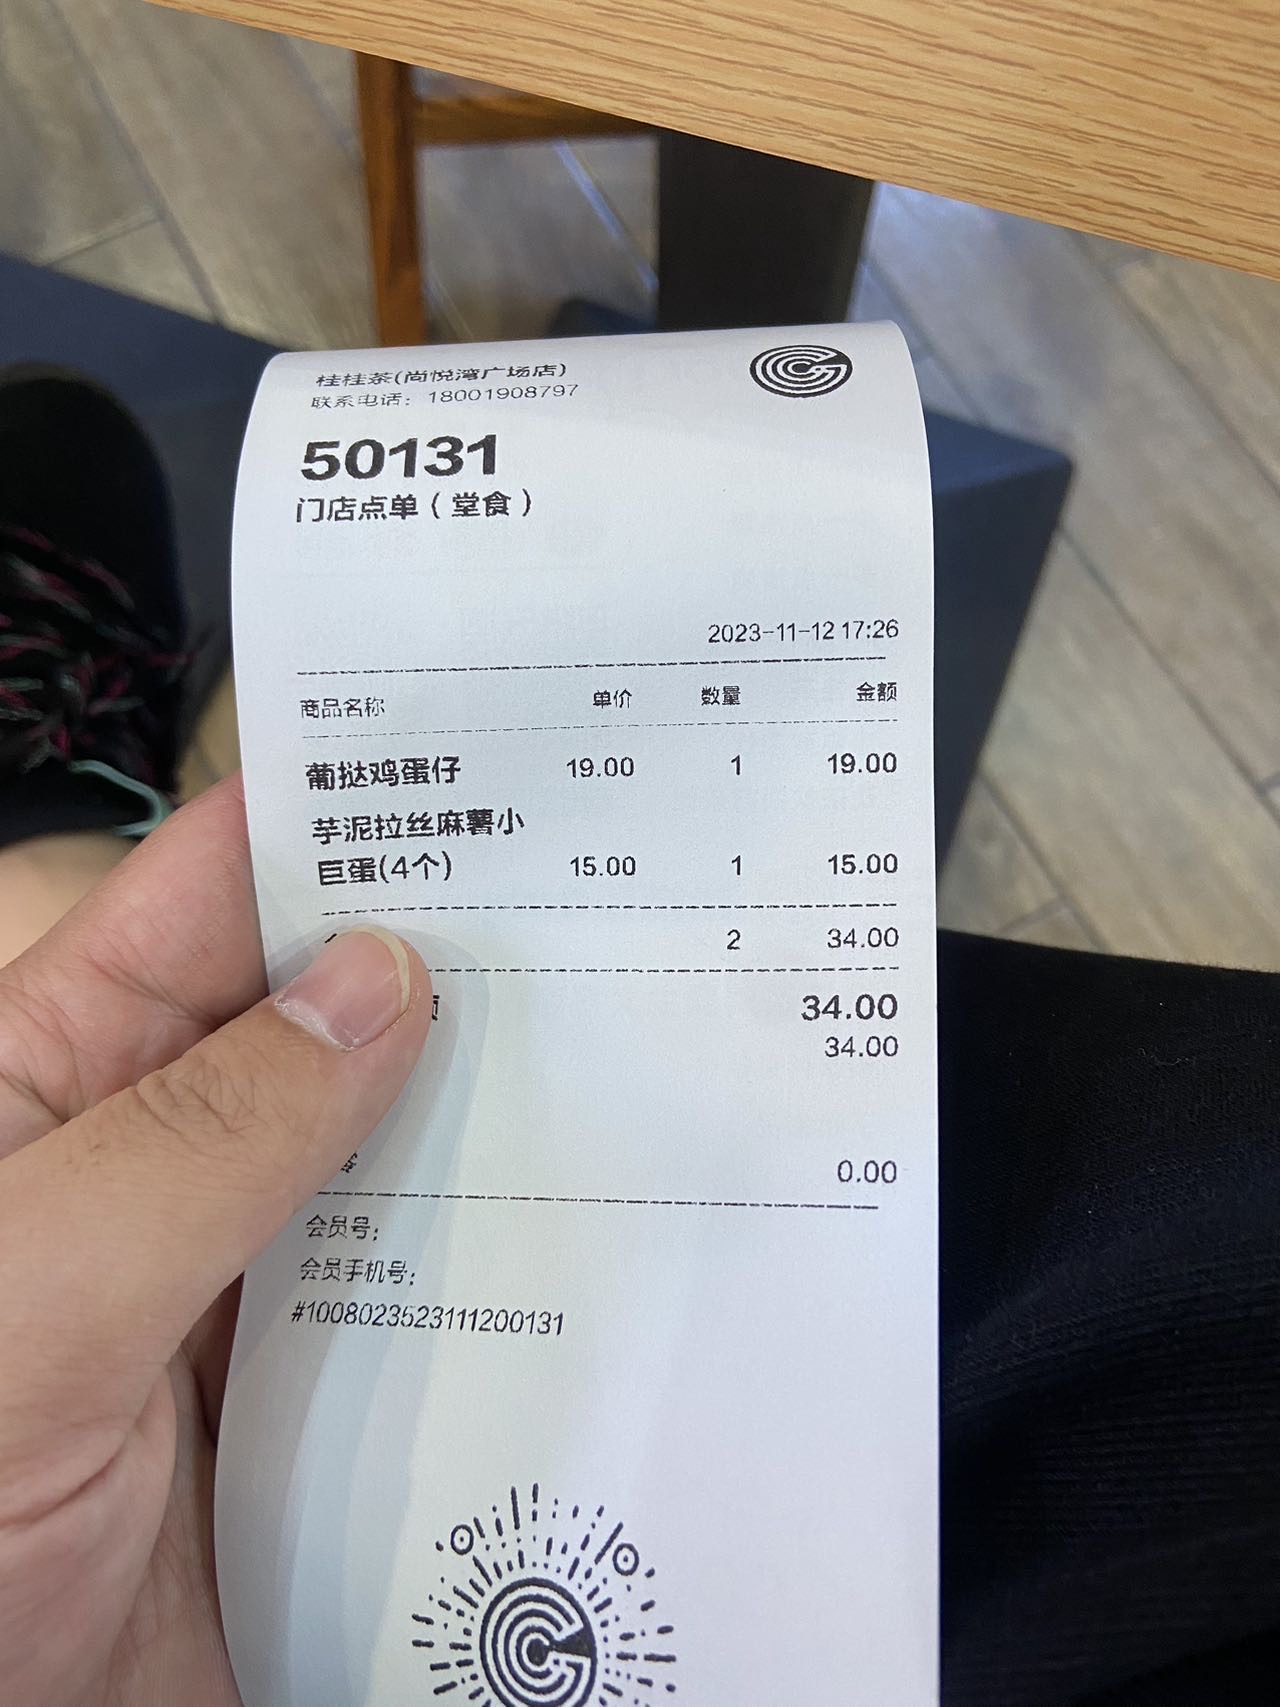 桂桂茶(尚悦湾广场店)
联系电话：18001908797
50131
门店点单（堂食）
2023-11-12 17:26
商品名称 单价 数量 金额
葡挞鸡蛋仔 19.00 1 19.00
芋泥拉丝麻薯小
巨蛋(4个) 15.00 1 15.00
2 34.00
34.00
34.00
0.00
会员号：
会员手机号：
#1008023523111200131